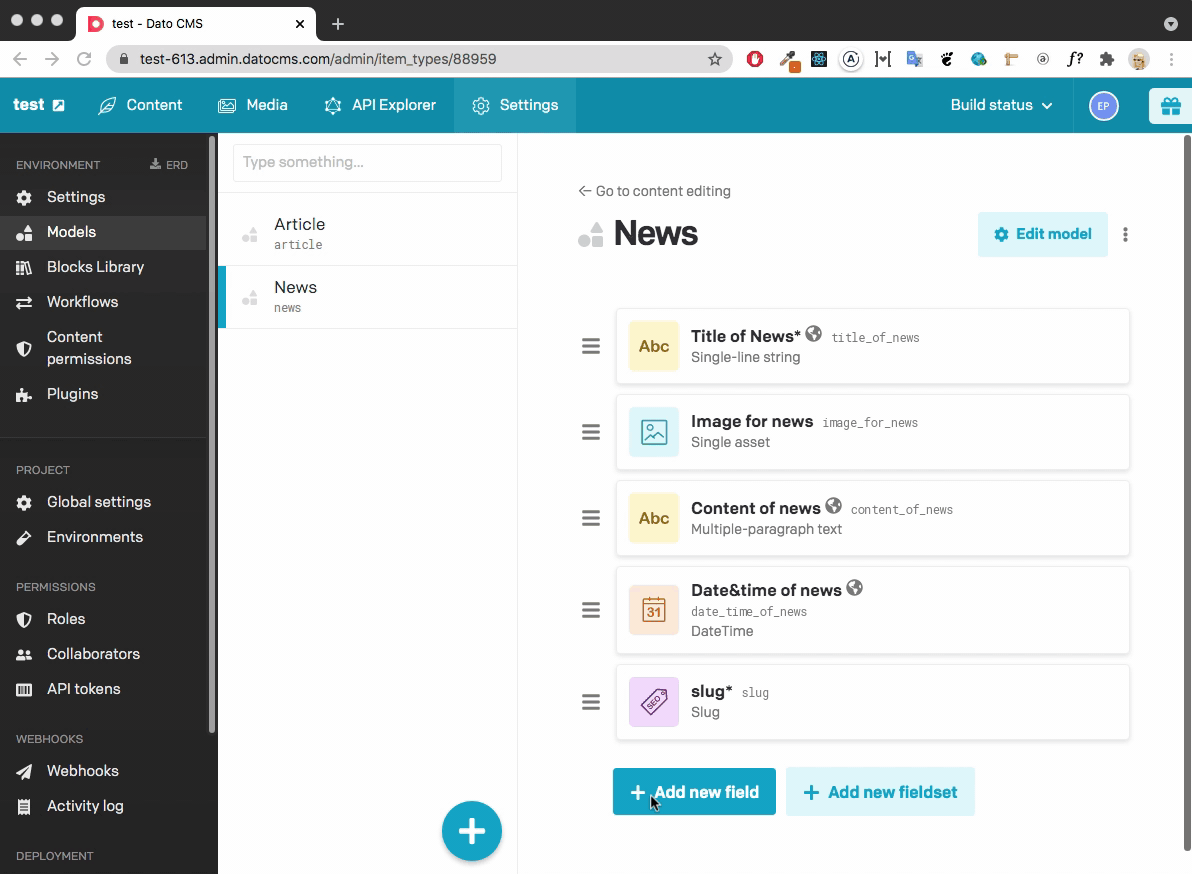 test - Dato CMS
test-613.admin.datocms.com/admin/item_types/88959
test
Content
Media
API Explorer
Settings
Build status
EP
ENVIRONMENT
ERD
Settings
Models
Blocks Library
Workflows
Content
permissions
Plugins
PROJECT
Global settings
Environments
PERMISSIONS
Roles
Collaborators
API tokens
WEBHOOKS
Webhooks
Activity log
DEPLOYMENT
Type something...
Article
article
News
news
← Go to content editing
News
Edit model
Abc
Title of News* title_of_news
Single-line string
Image for news image_for_news
Single asset
Abc
Content of news content_of_news
Multiple-paragraph text
31
Date&time of news
date_time_of_news
DateTime
SEO
slug* slug
Slug
+ Add new field
+ Add new fieldset